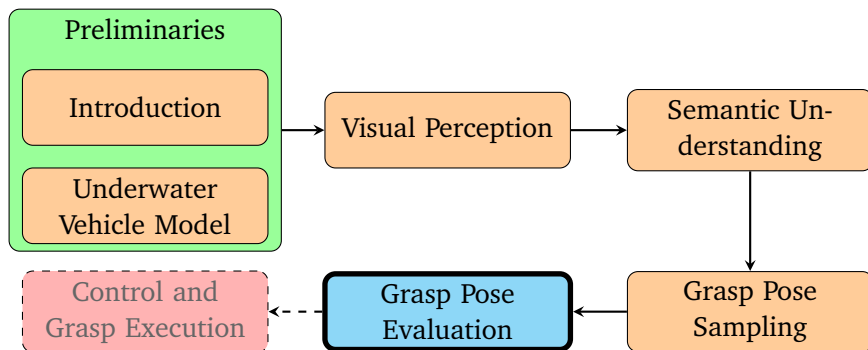 Preliminaries
Introduction
Underwater
Vehicle Model
Visual Perception
Semantic Un-
derstanding
Grasp Pose
Sampling
Grasp Pose
Evaluation
Control and
Grasp Execution